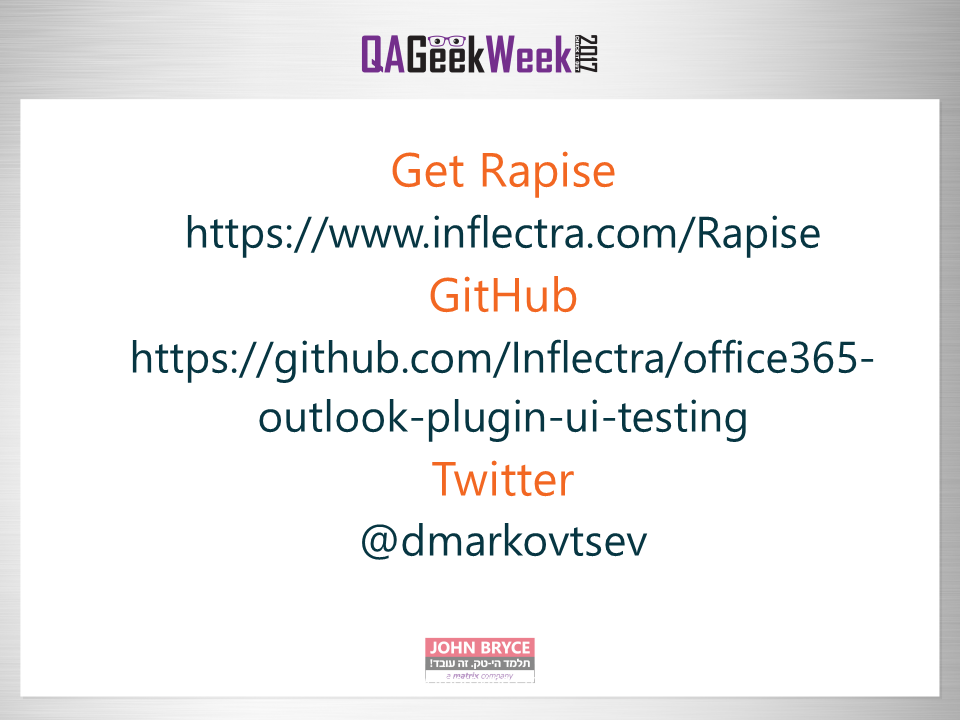 QAGeekWeek 2017
Get Rapise
https://www.inflectra.com/Rapise
GitHub
https://github.com/Inflectra/office365-
outlook-plugin-ui-testing
Twitter
@dmarkovtsev
JOHN BRYCE
תלמד הי-טק. זה עובד!
a matrix company